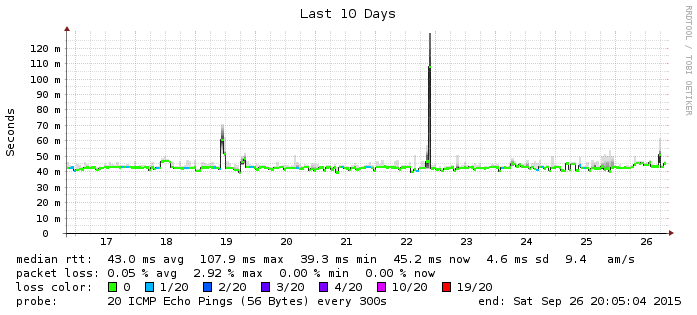 Last 10 Days
RRDTOOL / TOBI OETIKER
Seconds
120 m
110 m
100 m
90 m
80 m
70 m
60 m
50 m
40 m
30 m
20 m
10 m
0
17 18 19 20 21 22 23 24 25 26
median rtt: 43.0 ms avg 107.9 ms max 39.3 ms min 45.2 ms now 4.6 ms sd 9.4 am/s
packet loss: 0.05 % avg 2.92 % max 0.00 % min 0.00 % now
loss color: 0 1/20 2/20 3/20 4/20 10/20 19/20
probe: 20 ICMP Echo Pings (56 Bytes) every 300s end: Sat Sep 26 20:05:04 2015